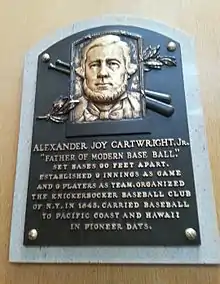 ALEXANDER JOY CARTWRIGHT, JR.
"FATHER OF MODERN BASE BALL."
SET BASES 90 FEET APART.
ESTABLISHED 9 INNINGS AS GAME
AND 9 PLAYERS AS TEAM. ORGANIZED
THE KNICKERBOCKER BASEBALL CLUB
OF N.Y. IN 1845. CARRIED BASEBALL
TO PACIFIC COAST AND HAWAII
IN PIONEER DAYS.